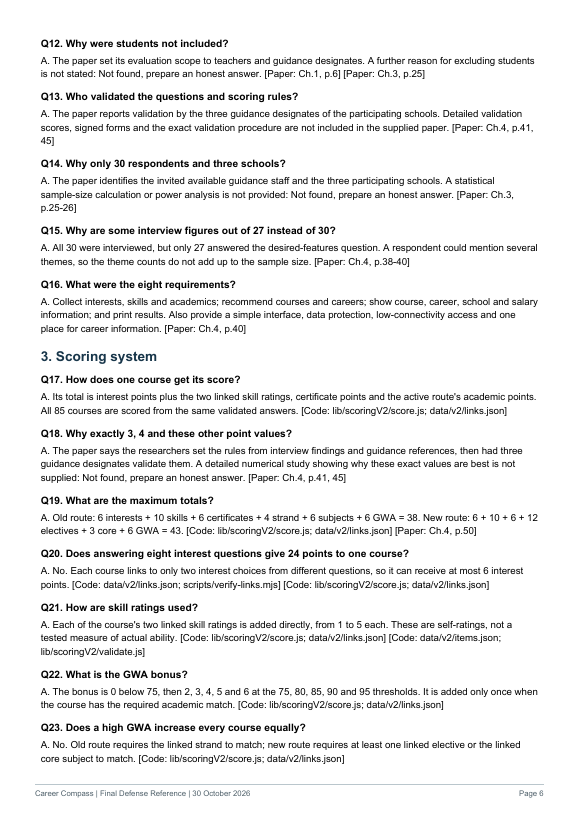 Q12. Why were students not included?
A. The paper set its evaluation scope to teachers and guidance designates. A further reason for excluding students
is not stated: Not found, prepare an honest answer. [Paper: Ch.1, p.6] [Paper: Ch.3, p.25]
Q13. Who validated the questions and scoring rules?
A. The paper reports validation by the three guidance designates of the participating schools. Detailed validation
scores, signed forms and the exact validation procedure are not included in the supplied paper. [Paper: Ch.4, p.41,
45]
Q14. Why only 30 respondents and three schools?
A. The paper identifies the invited available guidance staff and the three participating schools. A statistical
sample-size calculation or power analysis is not provided: Not found, prepare an honest answer. [Paper: Ch.3,
p.25-26]
Q15. Why are some interview figures out of 27 instead of 30?
A. All 30 were interviewed, but only 27 answered the desired-features question. A respondent could mention several
themes, so the theme counts do not add up to the sample size. [Paper: Ch.4, p.38-40]
Q16. What were the eight requirements?
A. Collect interests, skills and academics; recommend courses and careers; show course, career, school and salary
information; and print results. Also provide a simple interface, data protection, low-connectivity access and one
place for career information. [Paper: Ch.4, p.40]
3. Scoring system
Q17. How does one course get its score?
A. Its total is interest points plus the two linked skill ratings, certificate points and the active route's academic points.
All 85 courses are scored from the same validated answers. [Code: lib/scoringV2/score.js; data/v2/links.json]
Q18. Why exactly 3, 4 and these other point values?
A. The paper says the researchers set the rules from interview findings and guidance references, then had three
guidance designates validate them. A detailed numerical study showing why these exact values are best is not
supplied: Not found, prepare an honest answer. [Paper: Ch.4, p.41, 45]
Q19. What are the maximum totals?
A. Old route: 6 interests + 10 skills + 6 certificates + 4 strand + 6 subjects + 6 GWA = 38. New route: 6 + 10 + 6 + 12
electives + 3 core + 6 GWA = 43. [Code: lib/scoringV2/score.js; data/v2/links.json] [Paper: Ch.4, p.50]
Q20. Does answering eight interest questions give 24 points to one course?
A. No. Each course links to only two interest choices from different questions, so it can receive at most 6 interest
points. [Code: data/v2/links.json; scripts/verify-links.mjs] [Code: lib/scoringV2/score.js; data/v2/links.json]
Q21. How are skill ratings used?
A. Each of the course's two linked skill ratings is added directly, from 1 to 5 each. These are self-ratings, not a
tested measure of actual ability. [Code: lib/scoringV2/score.js; data/v2/links.json] [Code: data/v2/items.json;
lib/scoringV2/validate.js]
Q22. What is the GWA bonus?
A. The bonus is 0 below 75, then 2, 3, 4, 5 and 6 at the 75, 80, 85, 90 and 95 thresholds. It is added only once when
the course has the required academic match. [Code: lib/scoringV2/score.js; data/v2/links.json]
Q23. Does a high GWA increase every course equally?
A. No. Old route requires the linked strand to match; new route requires at least one linked elective or the linked
core subject to match. [Code: lib/scoringV2/score.js; data/v2/links.json]
Career Compass | Final Defense Reference | 30 October 2026
Page 6